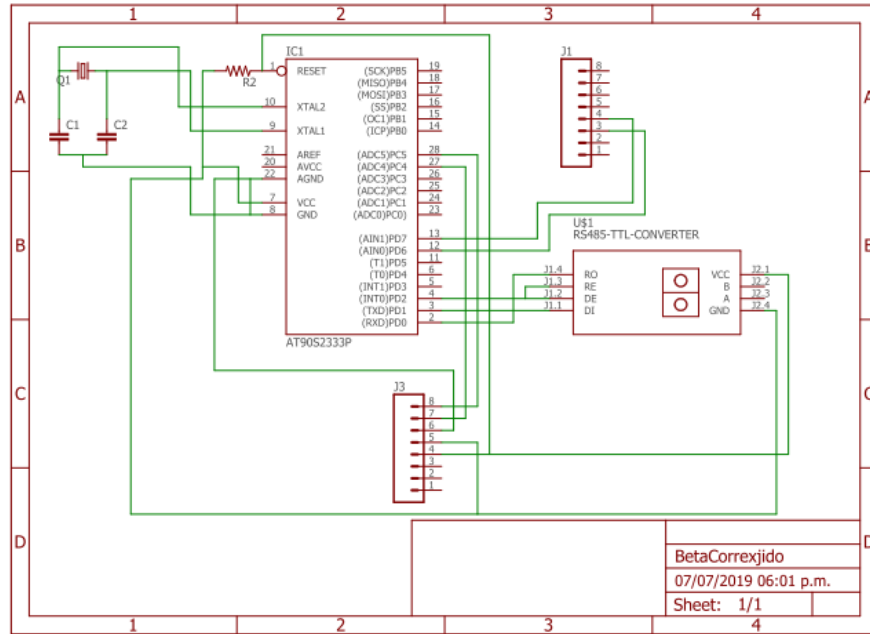 1 2 3 4
A A
B B
C C
D D
1 2 3 4
Q1
C1
C2
R2
IC1
1 RESET
10 XTAL2
9 XTAL1
21 AREF
20 AVCC
22 AGND
7 VCC
8 GND
(SCK)PB5 19
(MISO)PB4 18
(MOSI)PB3 17
(SS)PB2 16
(OC1)PB1 15
(ICP)PB0 14
(ADC5)PC5 28
(ADC4)PC4 27
(ADC3)PC3 26
(ADC2)PC2 25
(ADC1)PC1 24
(ADC0)PC0) 23
(AIN1)PD7 13
(AIN0)PD6 12
(T1)PD5 11
(T0)PD4 6
(INT1)PD3 5
(INT0)PD2 4
(TXD)PD1 3
(RXD)PD0 2
AT90S2333P
J1
8
7
6
5
4
3
2
1
U$1
RS485-TTL-CONVERTER
J1.4 RO VCC J2.1
J1.3 RE B J2.2
J1.2 DE A J2.3
J1.1 DI GND J2.4
J3
8
7
6
5
4
3
2
1
BetaCorrexjido
07/07/2019 06:01 p.m.
Sheet: 1/1